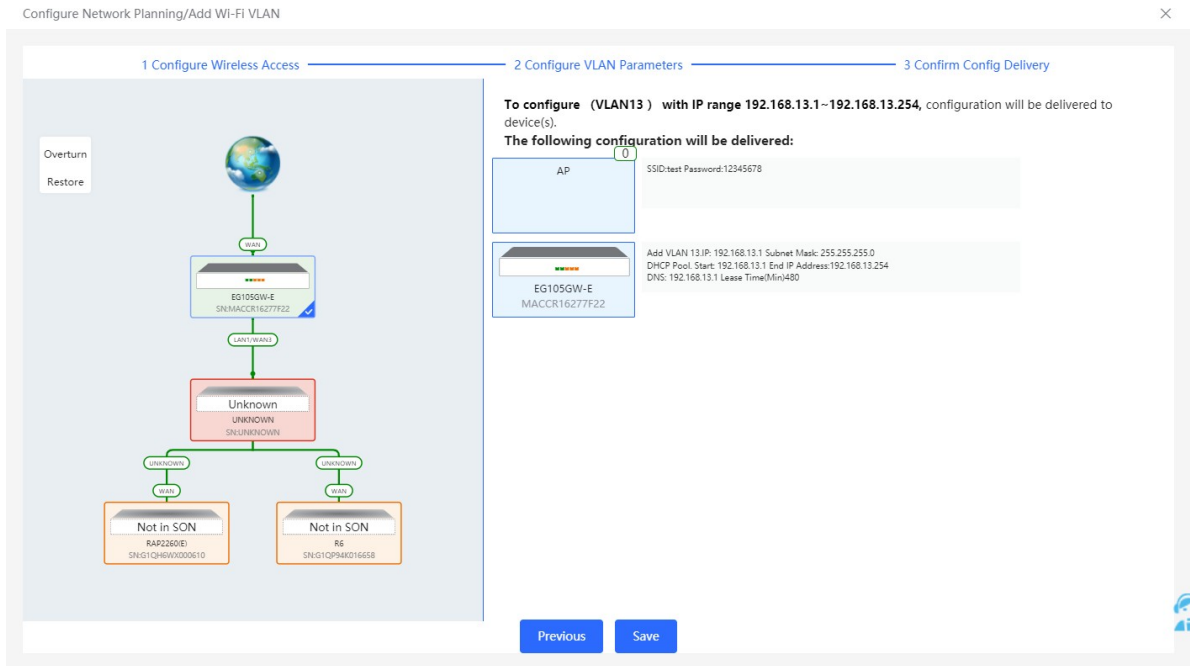 Configure Network Planning/Add Wi-Fi VLAN
1 Configure Wireless Access
2 Configure VLAN Parameters
3 Confirm Config Delivery
Overturn
Restore
WAN
EG105GW-E
SN:MACCR16277F22
LAN1/WAN3
Unknown
UNKNOWN
SN:UNKNOWN
UNKNOWN
UNKNOWN
WAN
WAN
Not in SON
RAP2260(E)
SN:G1QH6WX000610
Not in SON
R6
SN:G1QP94K016658
To configure （VLAN13 ） with IP range 192.168.13.1~192.168.13.254, configuration will be delivered to
device(s).
The following configuration will be delivered:
0
AP
SSID:test Password:12345678
EG105GW-E
MACCR16277F22
Add VLAN 13.IP: 192.168.13.1 Subnet Mask: 255.255.255.0
DHCP Pool. Start: 192.168.13.1 End IP Address:192.168.13.254
DNS: 192.168.13.1 Lease Time(Min)480
Previous
Save